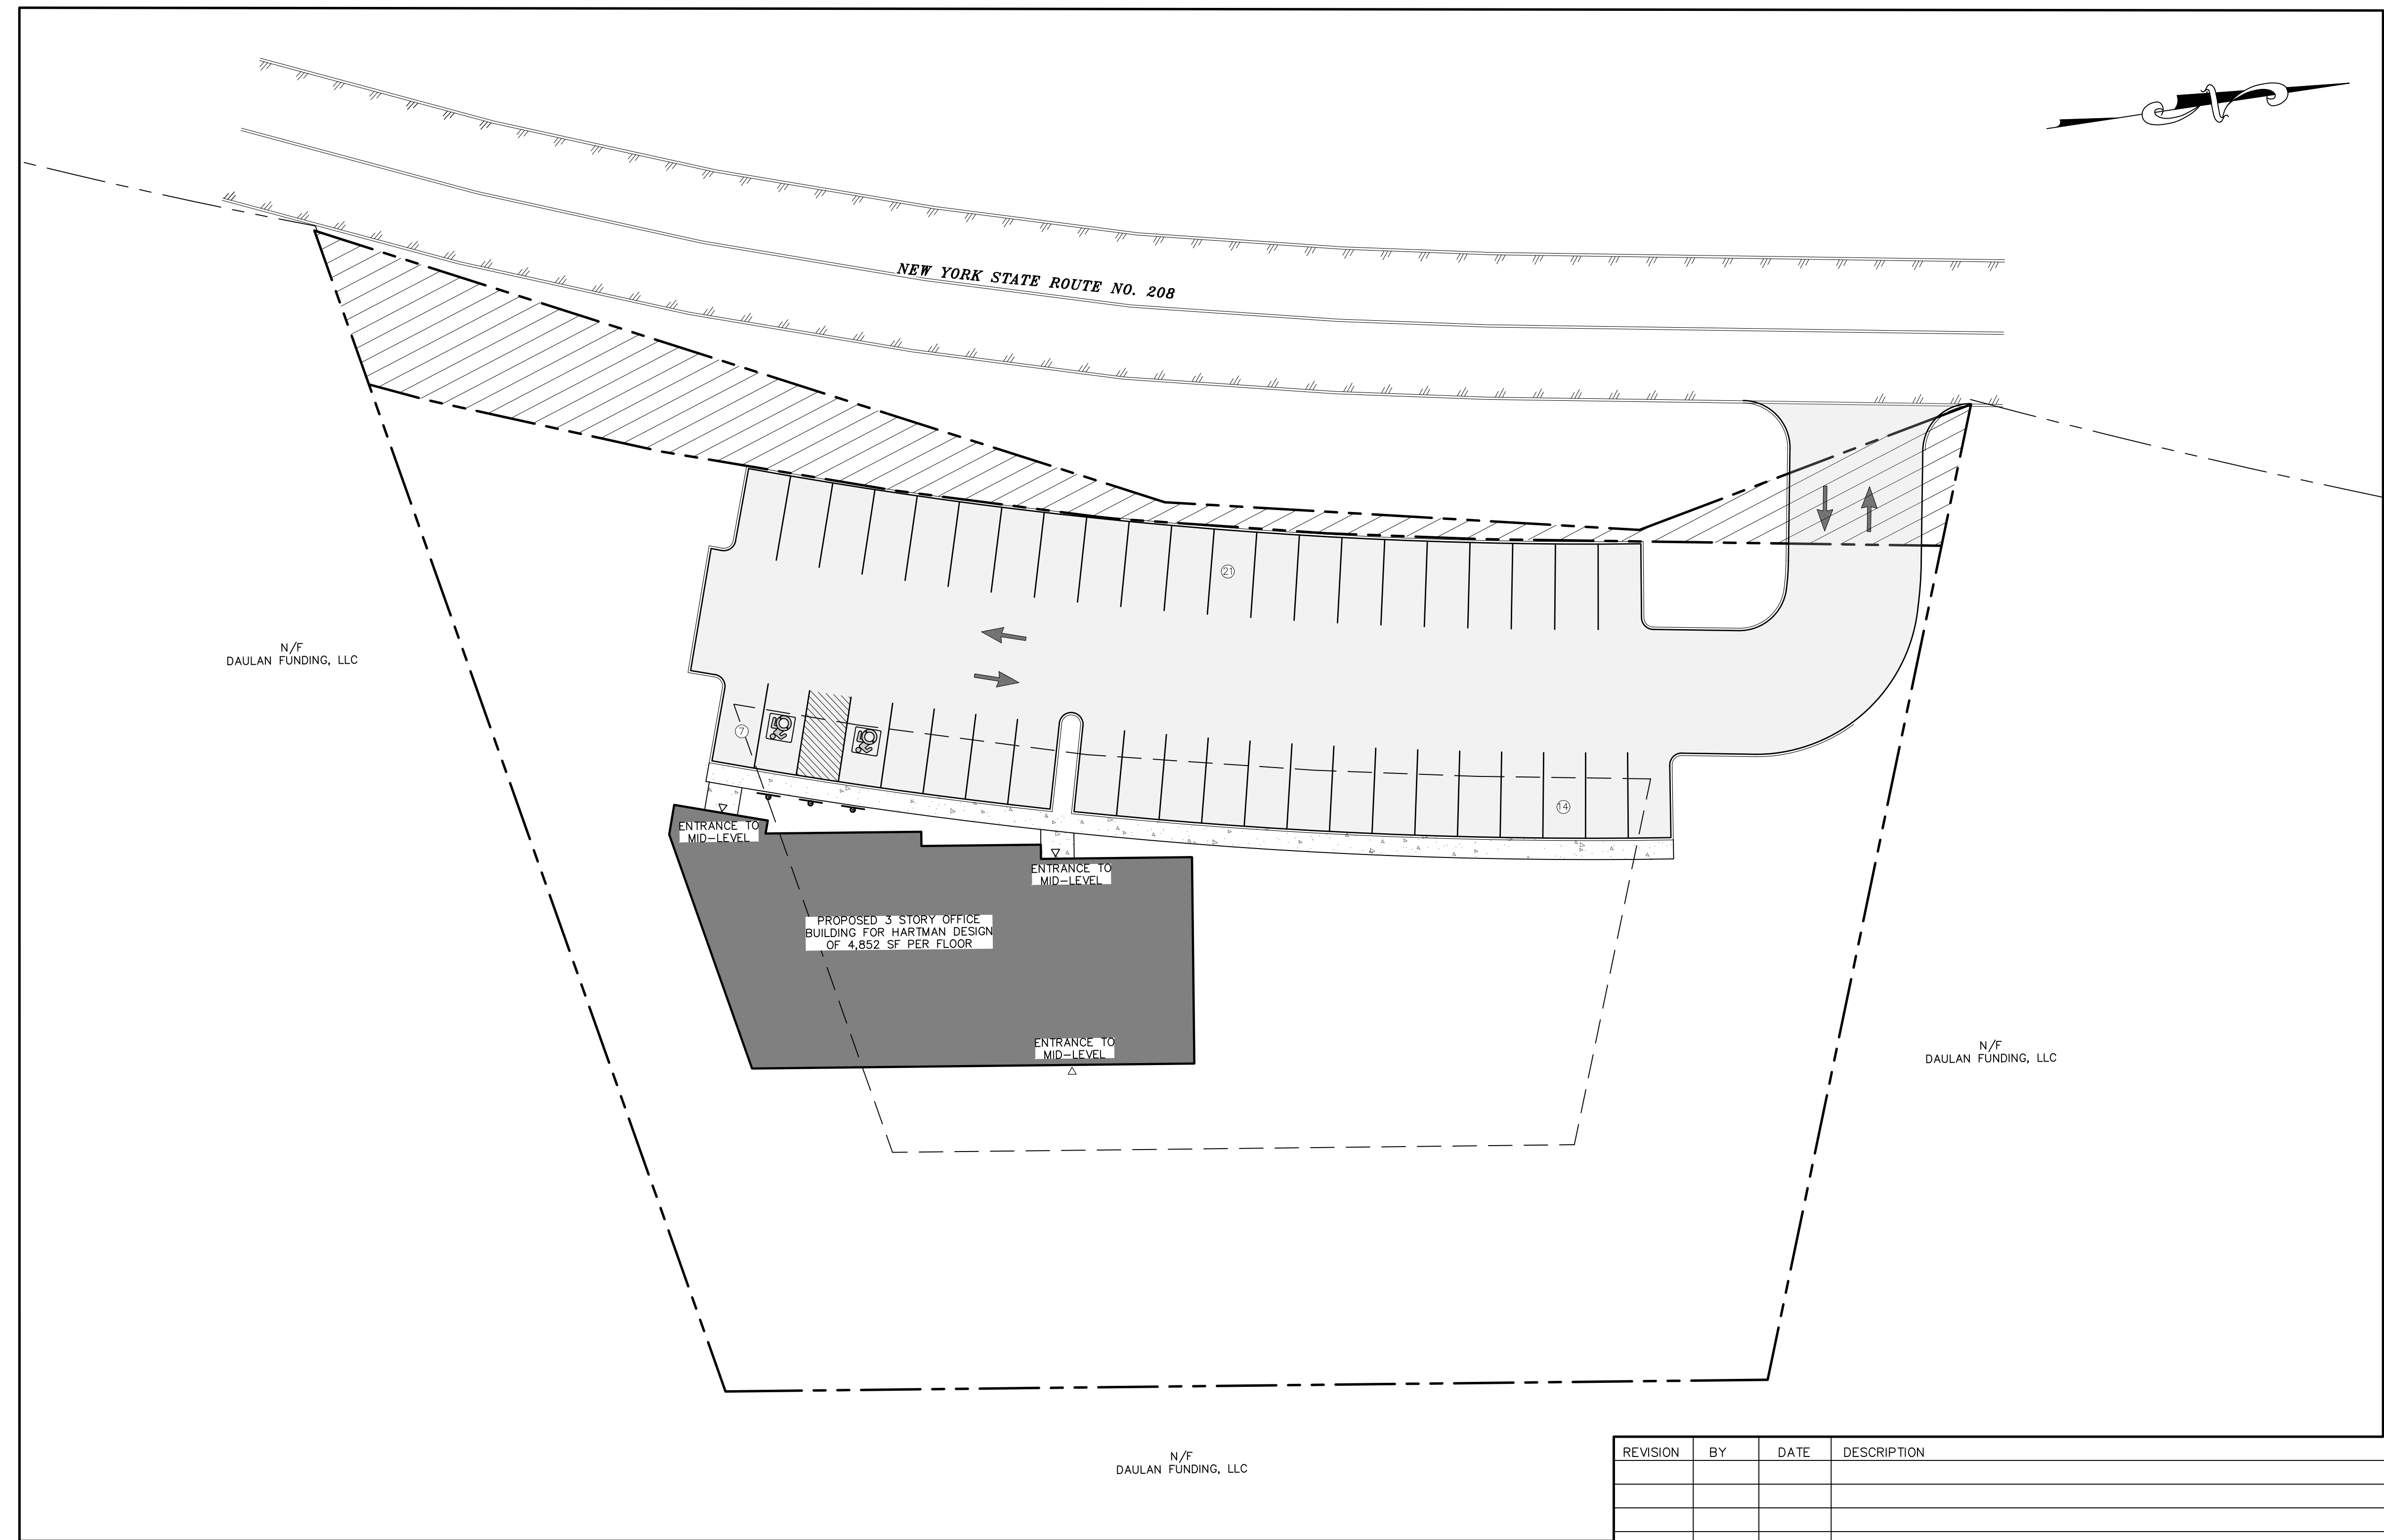 N
NEW YORK STATE ROUTE NO. 208
21
N/F
DAULAN FUNDING, LLC
7
14
ENTRANCE TO
MID-LEVEL
ENTRANCE TO
MID-LEVEL
PROPOSED 3 STORY OFFICE
BUILDING FOR HARTMAN DESIGN
OF 4,852 SF PER FLOOR
ENTRANCE TO
MID-LEVEL
N/F
DAULAN FUNDING, LLC
N/F
DAULAN FUNDING, LLC
REVISION BY DATE DESCRIPTION